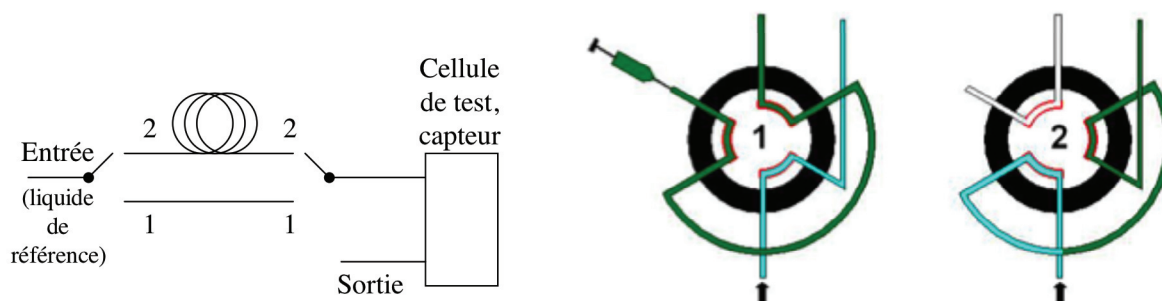 Cellule
de test,
capteur
2 2
Entrée
(liquide
de
référence)
1 1
Sortie
1
2